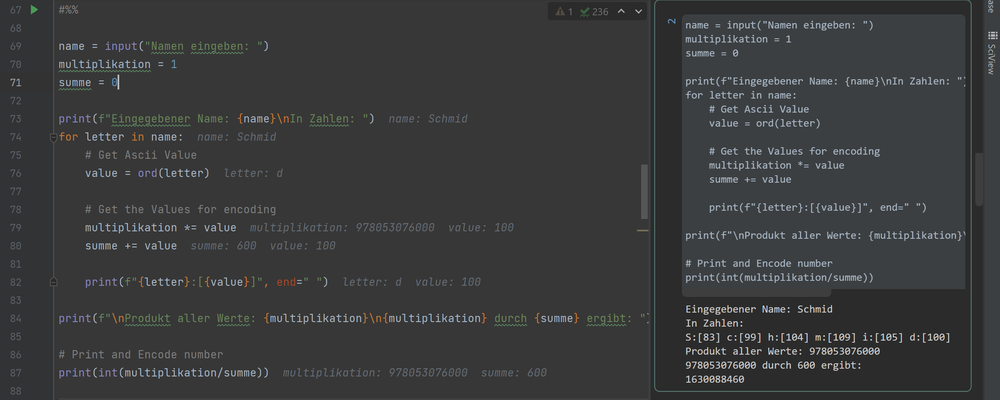 67 #%%
68
69 name = input("Namen eingeben: ")
70 multiplikation = 1
71 summe = 0
72
73 print(f"Eingegebener Name: {name}\nIn Zahlen: ") name: Schmid
74 for letter in name: name: Schmid
75 # Get Ascii Value
76 value = ord(letter) letter: d
77
78 # Get the Values for encoding
79 multiplikation *= value multiplikation: 978053076000 value: 100
80 summe += value summe: 600 value: 100
81
82 print(f"{letter}:[{value}]", end=" ") letter: d value: 100
83
84 print(f"\nProdukt aller Werte: {multiplikation}\n{multiplikation} durch {summe} ergibt: ")
85
86 # Print and Encode number
87 print(int(multiplikation/summe)) multiplikation: 978053076000 summe: 600
88
1 236
2
name = input("Namen eingeben: ")
multiplikation = 1
summe = 0
print(f"Eingegebener Name: {name}\nIn Zahlen: ")
for letter in name:
# Get Ascii Value
value = ord(letter)
# Get the Values for encoding
multiplikation *= value
summe += value
print(f"{letter}:[{value}]", end=" ")
print(f"\nProdukt aller Werte: {multiplikation}\
# Print and Encode number
print(int(multiplikation/summe))
Eingegebener Name: Schmid
In Zahlen:
S:[83] c:[99] h:[104] m:[109] i:[105] d:[100]
Produkt aller Werte: 978053076000
978053076000 durch 600 ergibt:
1630088460
ase
SciView